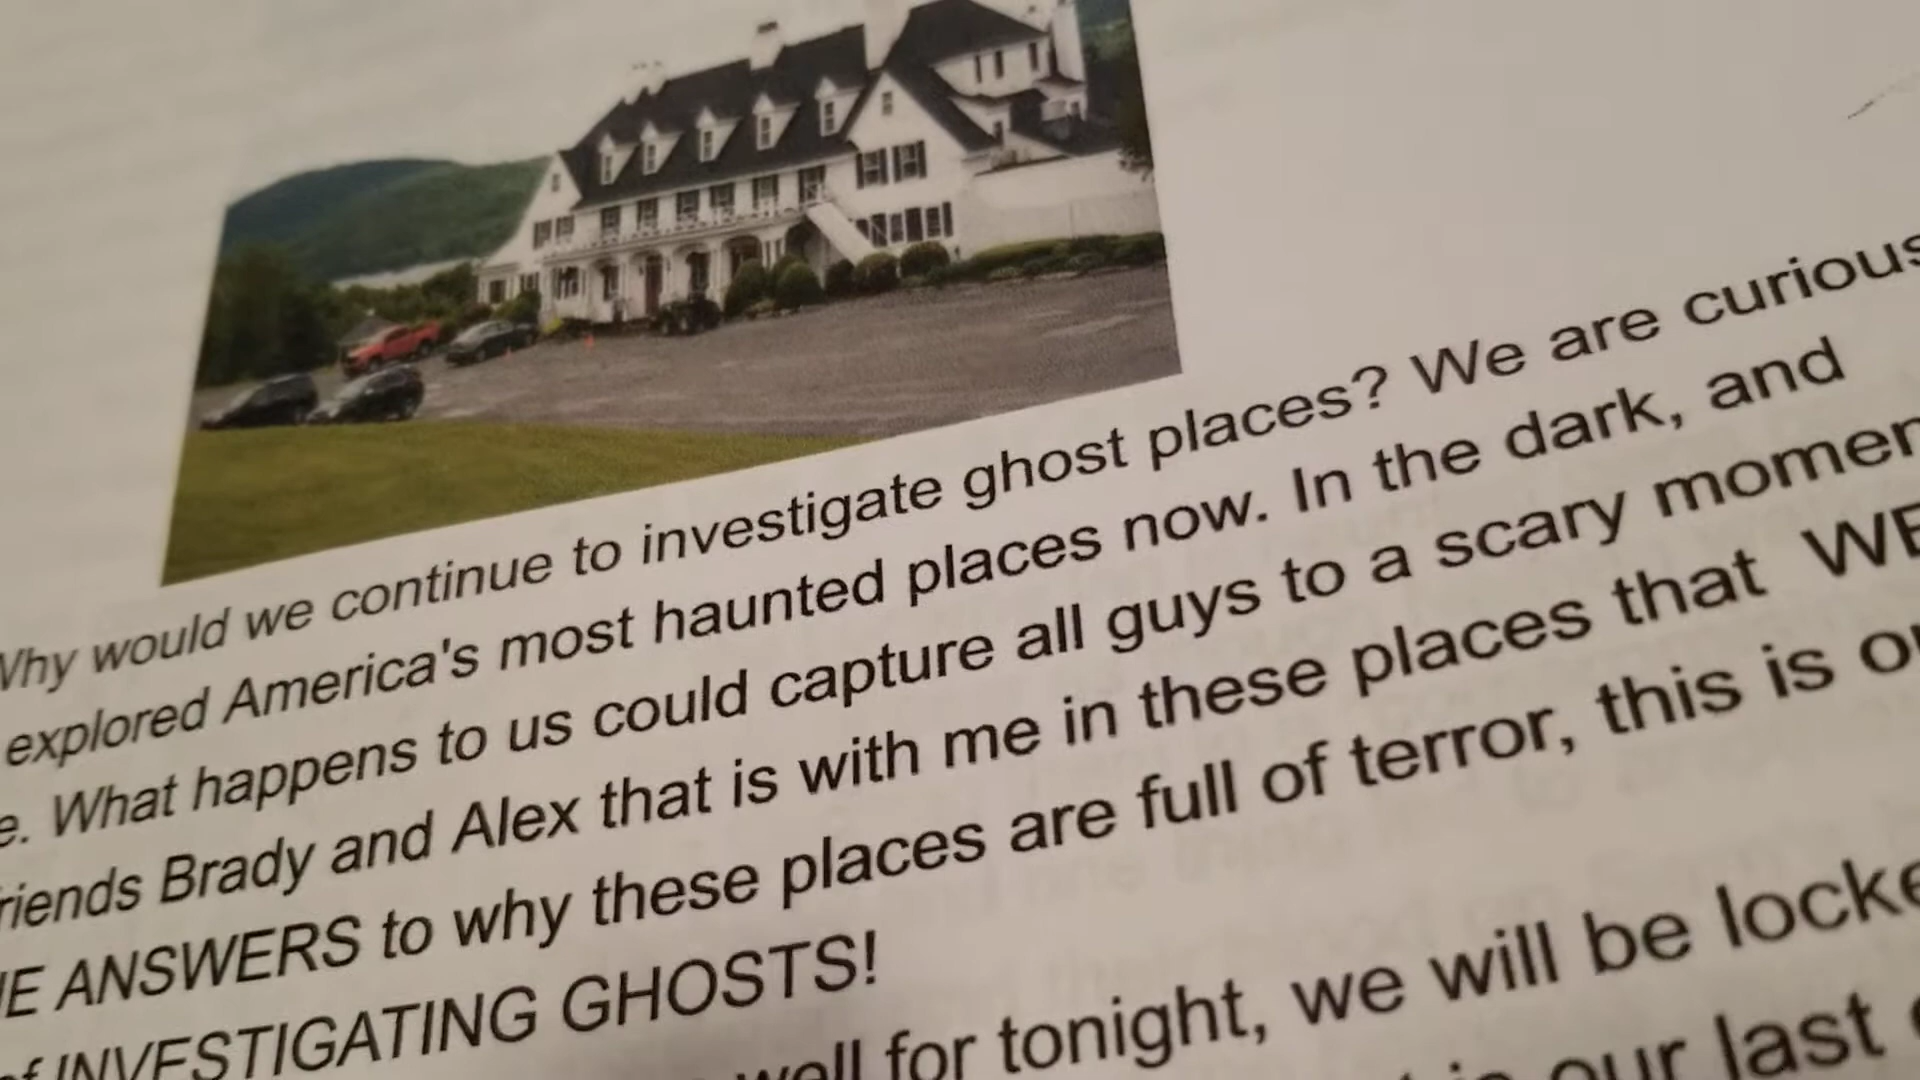 Why would we continue to investigate ghost places? We are curious
explored America's most haunted places now. In the dark, and
What happens to us could capture all guys to a scary
Brady and Alex that is with me in these places that WE
ANSWERS to why these places are full of terror, this is
INVESTIGATING GHOSTS!
well for tonight, we will be
is our last